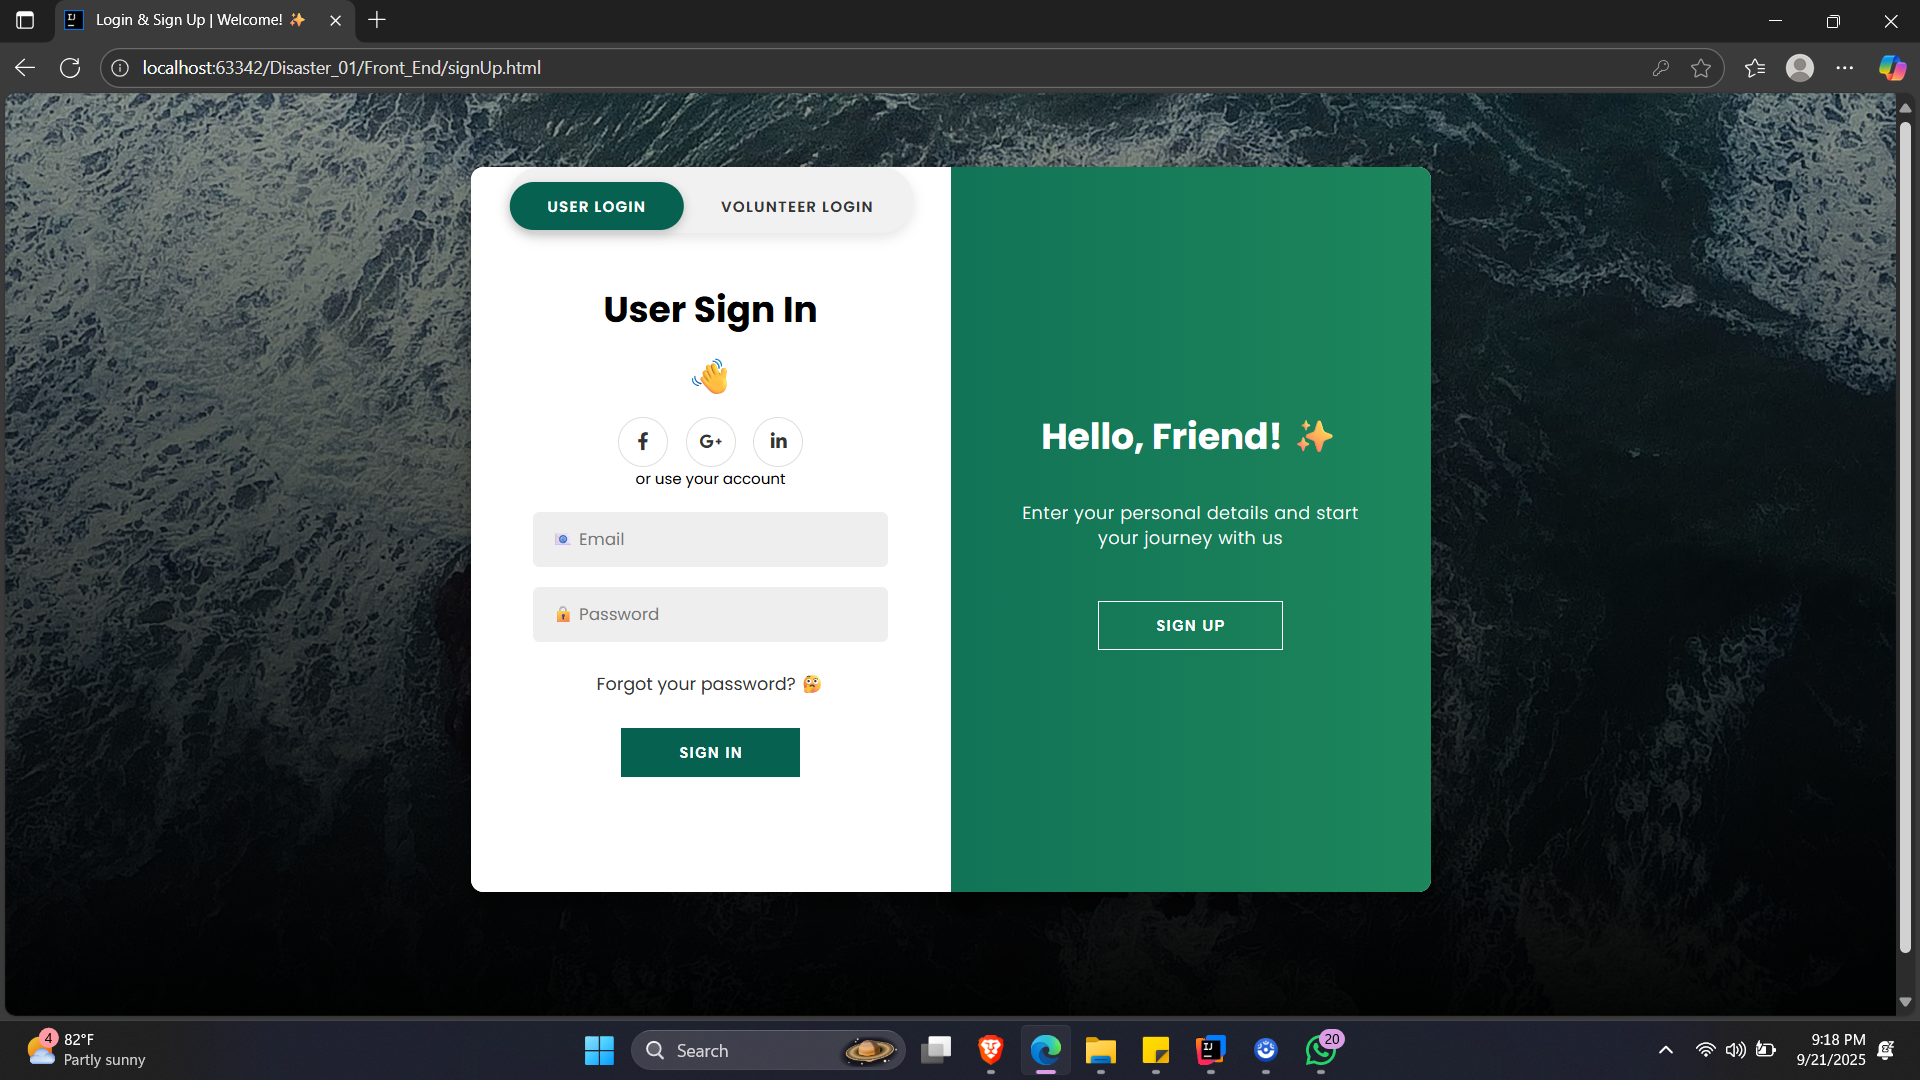 Login & Sign Up | Welcome! ✨
localhost:63342/Disaster_01/Front_End/signUp.html
USER LOGIN
VOLUNTEER LOGIN
User Sign In
👋
f
G+
in
or use your account
📧 Email
🔒 Password
Forgot your password? 🤔
SIGN IN
Hello, Friend! ✨
Enter your personal details and start
your journey with us
SIGN UP
4
82°F
Partly sunny
Search
IJ
20
9:18 PM
9/21/2025